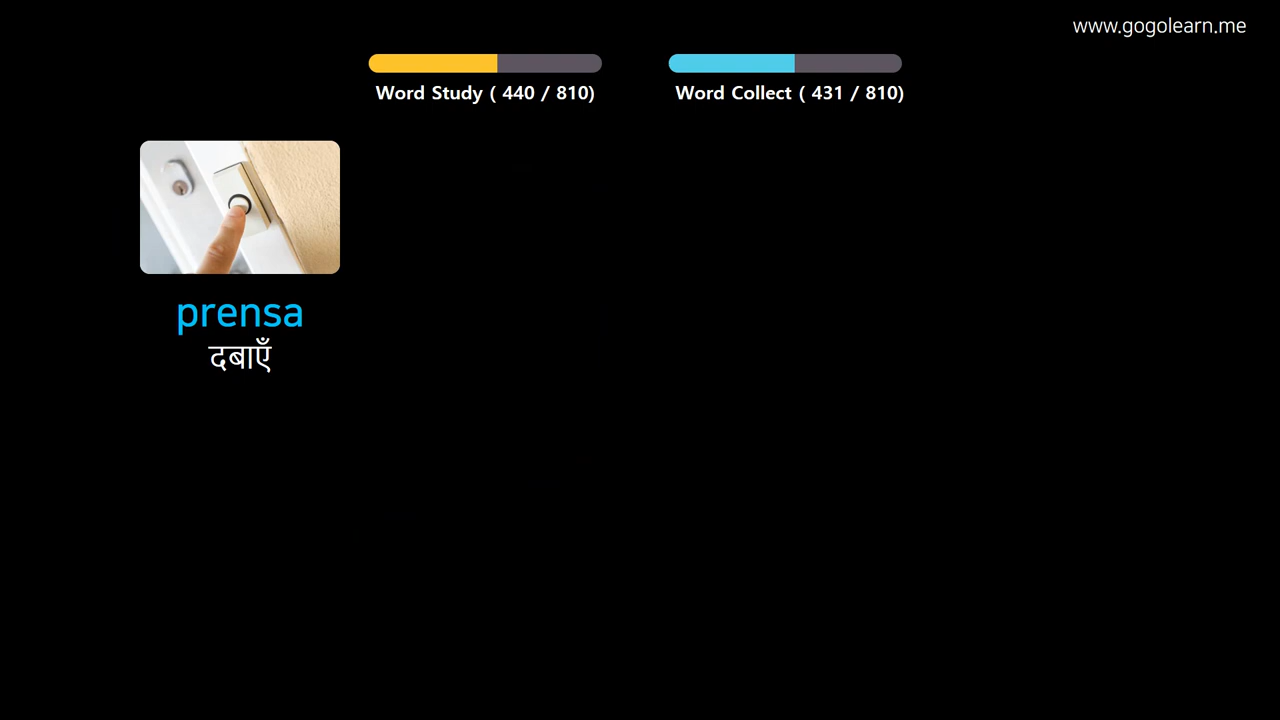 www.gogolearn.me
Word Study ( 440 / 810)
Word Collect ( 431 / 810)
prensa
दबाएँ